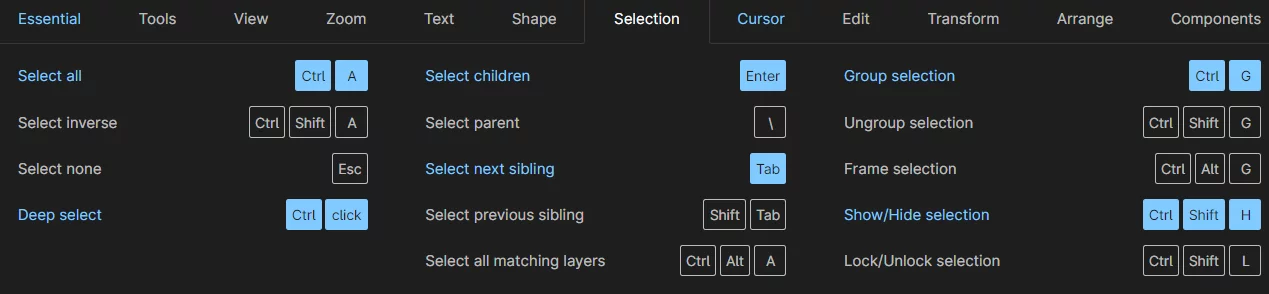 Essential Tools View Zoom Text Shape Selection Cursor Edit Transform Arrange Components
Select all Ctrl A Select children Enter Group selection Ctrl G
Select inverse Ctrl Shift A Select parent \ Ungroup selection Ctrl Shift G
Select none Esc Select next sibling Tab Frame selection Ctrl Alt G
Deep select Ctrl click Select previous sibling Shift Tab Show/Hide selection Ctrl Shift H
Select all matching layers Ctrl Alt A Lock/Unlock selection Ctrl Shift L